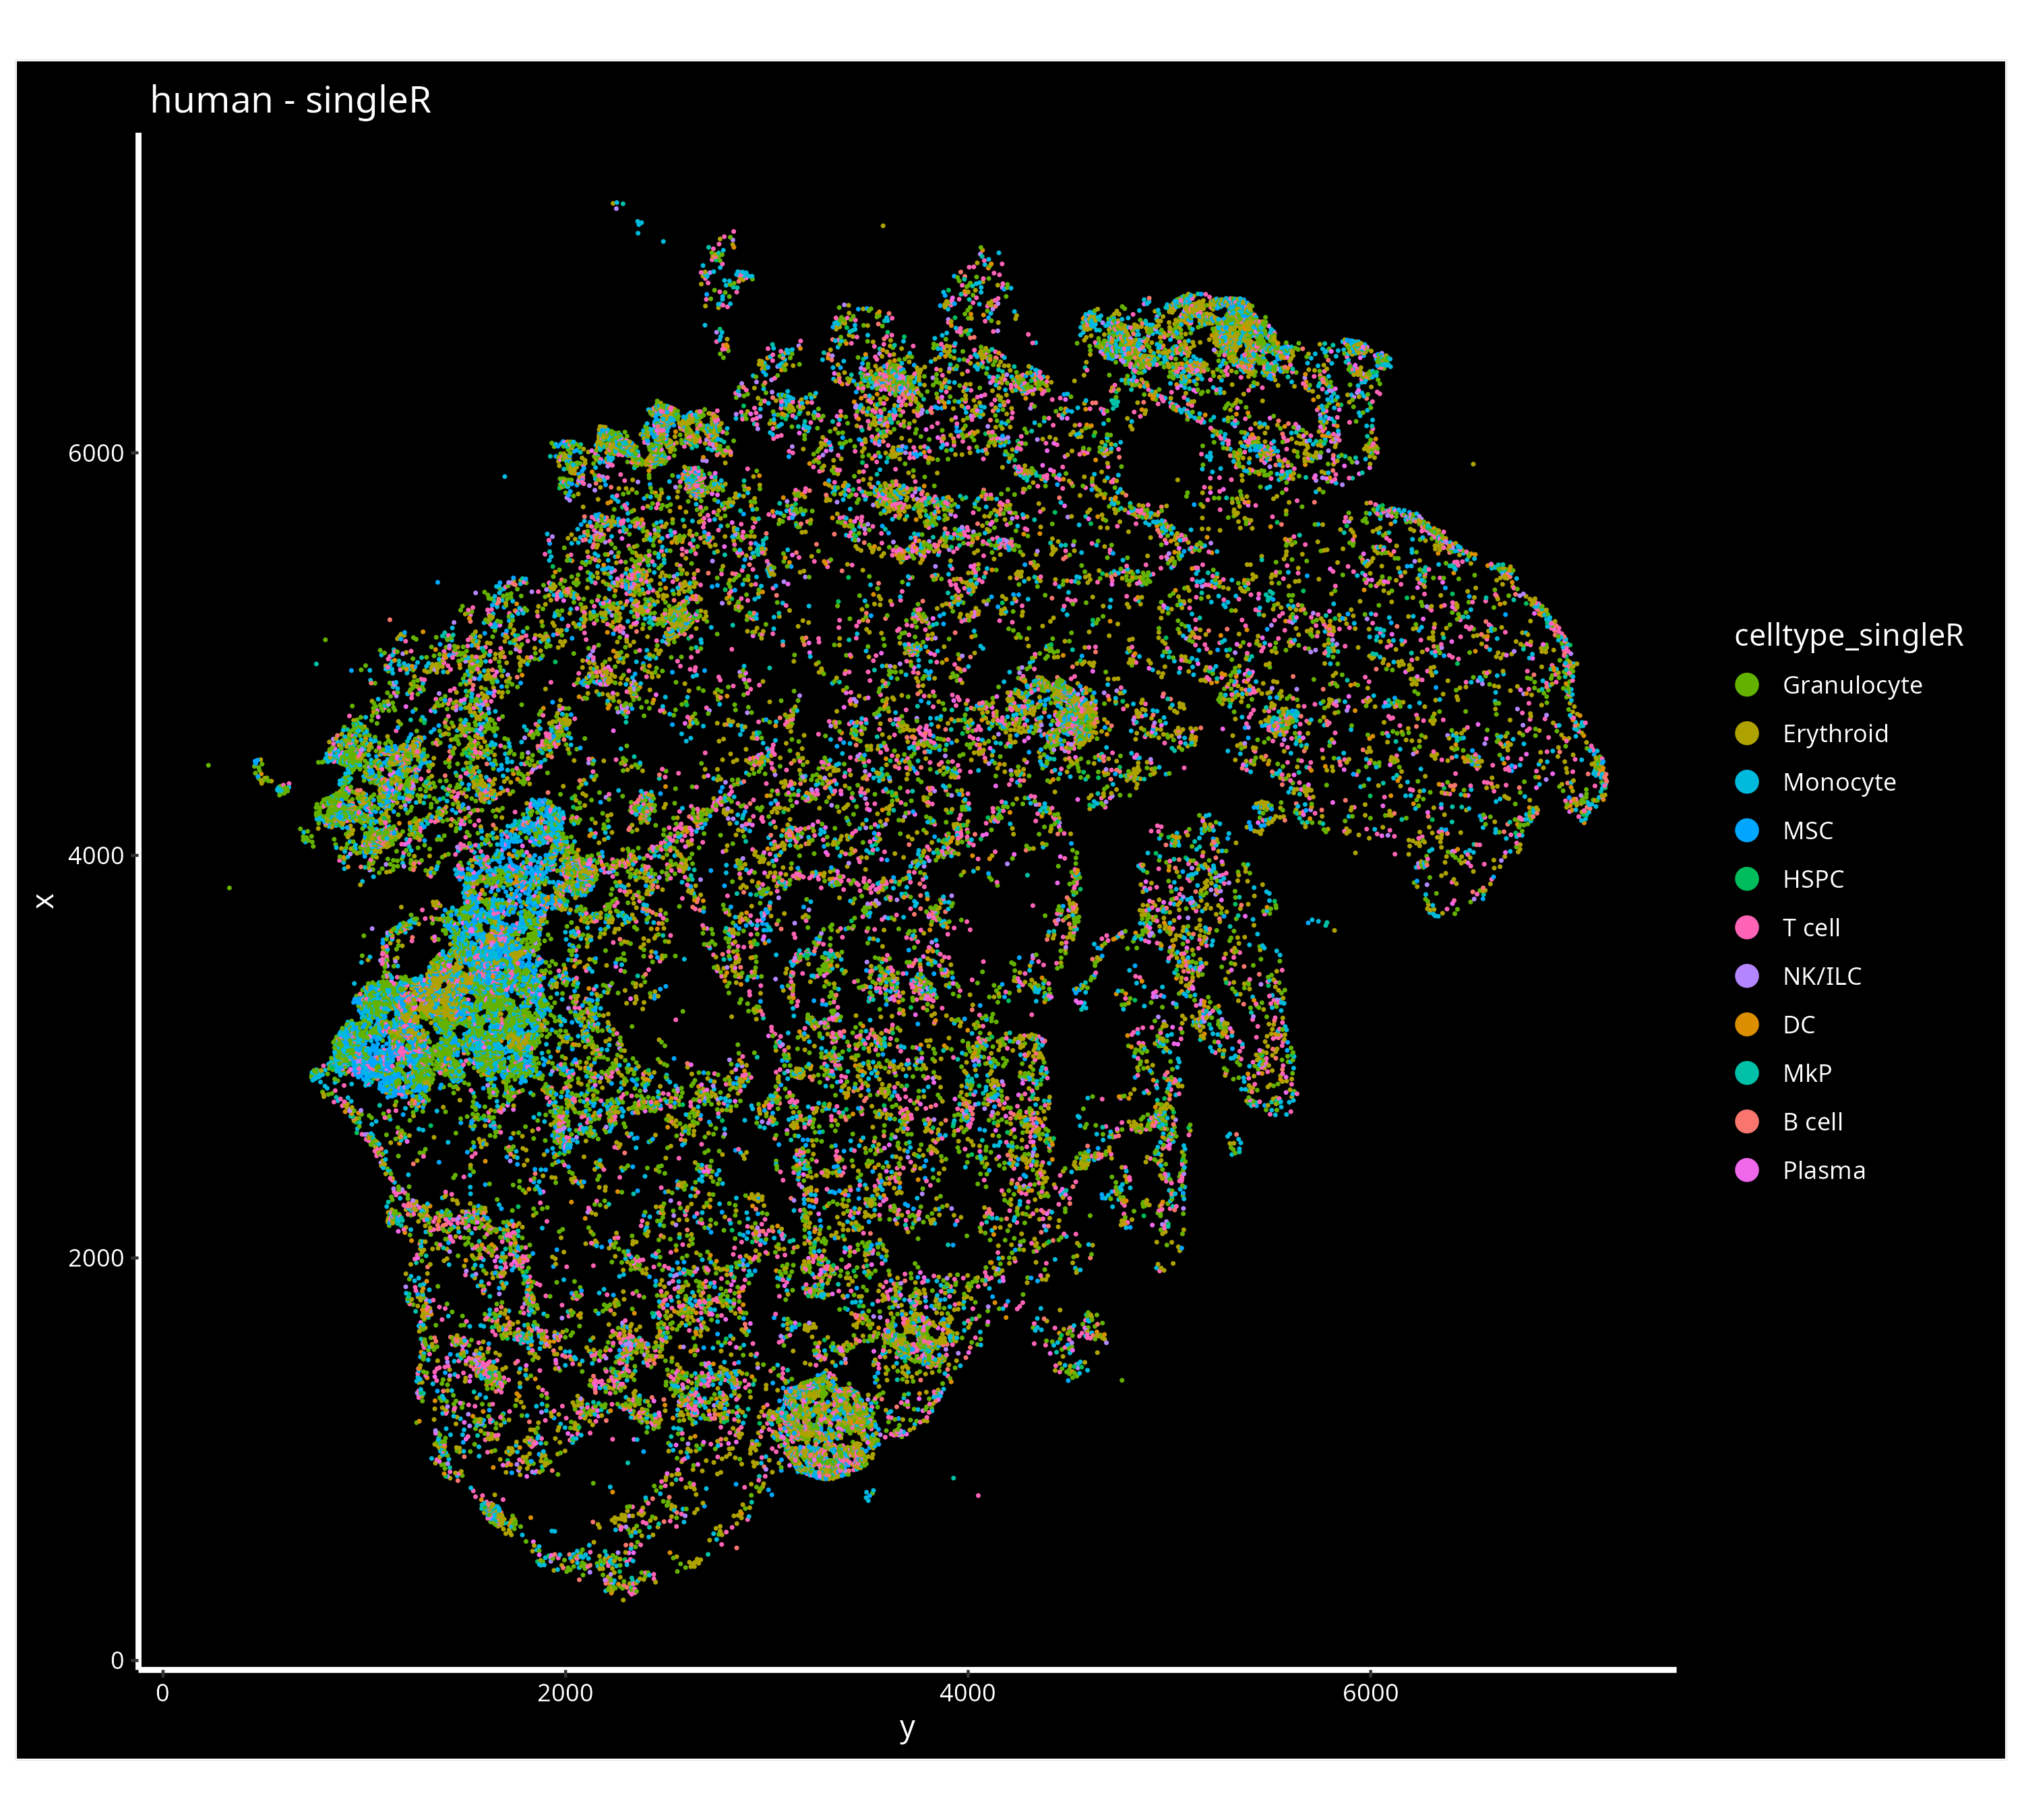 human - singleR
x
6000
4000
2000
0
0 2000 4000 6000
y
celltype_singleR
Granulocyte
Erythroid
Monocyte
MSC
HSPC
T cell
NK/ILC
DC
MkP
B cell
Plasma